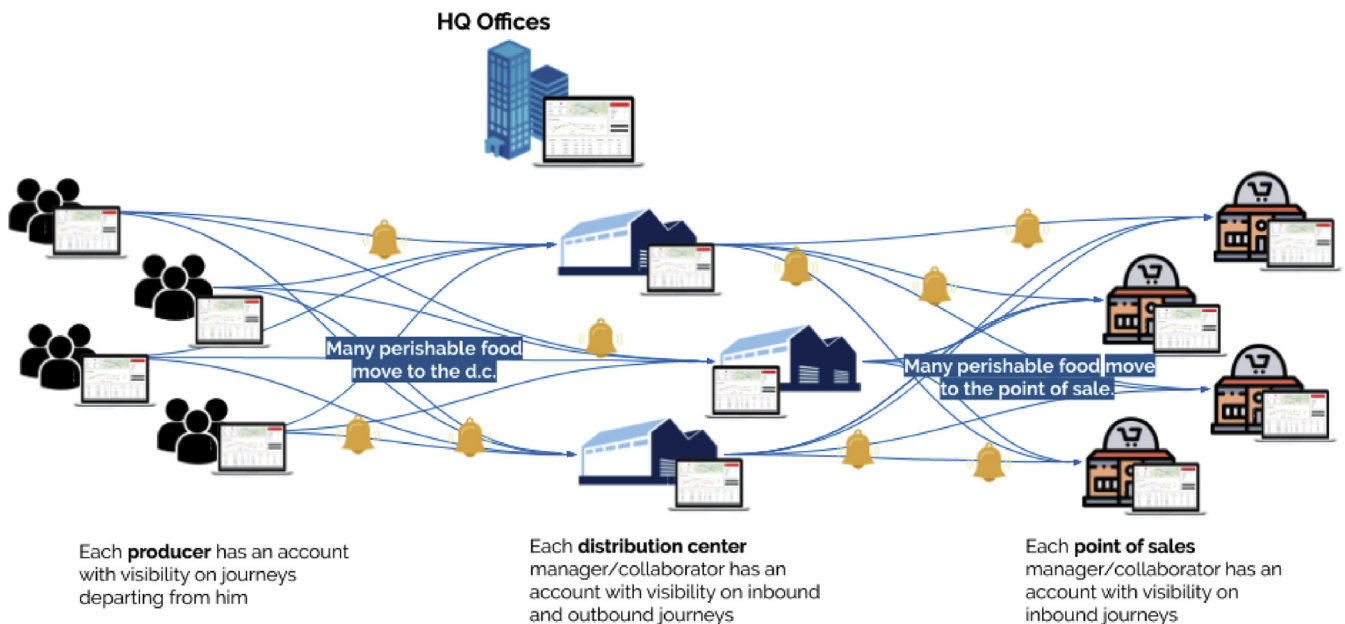 HQ Offices
Many perishable food
move to the d.c.
Many perishable food move
to the point of sale.
Each producer has an account
with visibility on journeys
departing from him
Each distribution center
manager/collaborator has an
account with visibility on inbound
and outbound journeys
Each point of sales
manager/collaborator has an
account with visibility on
inbound journeys